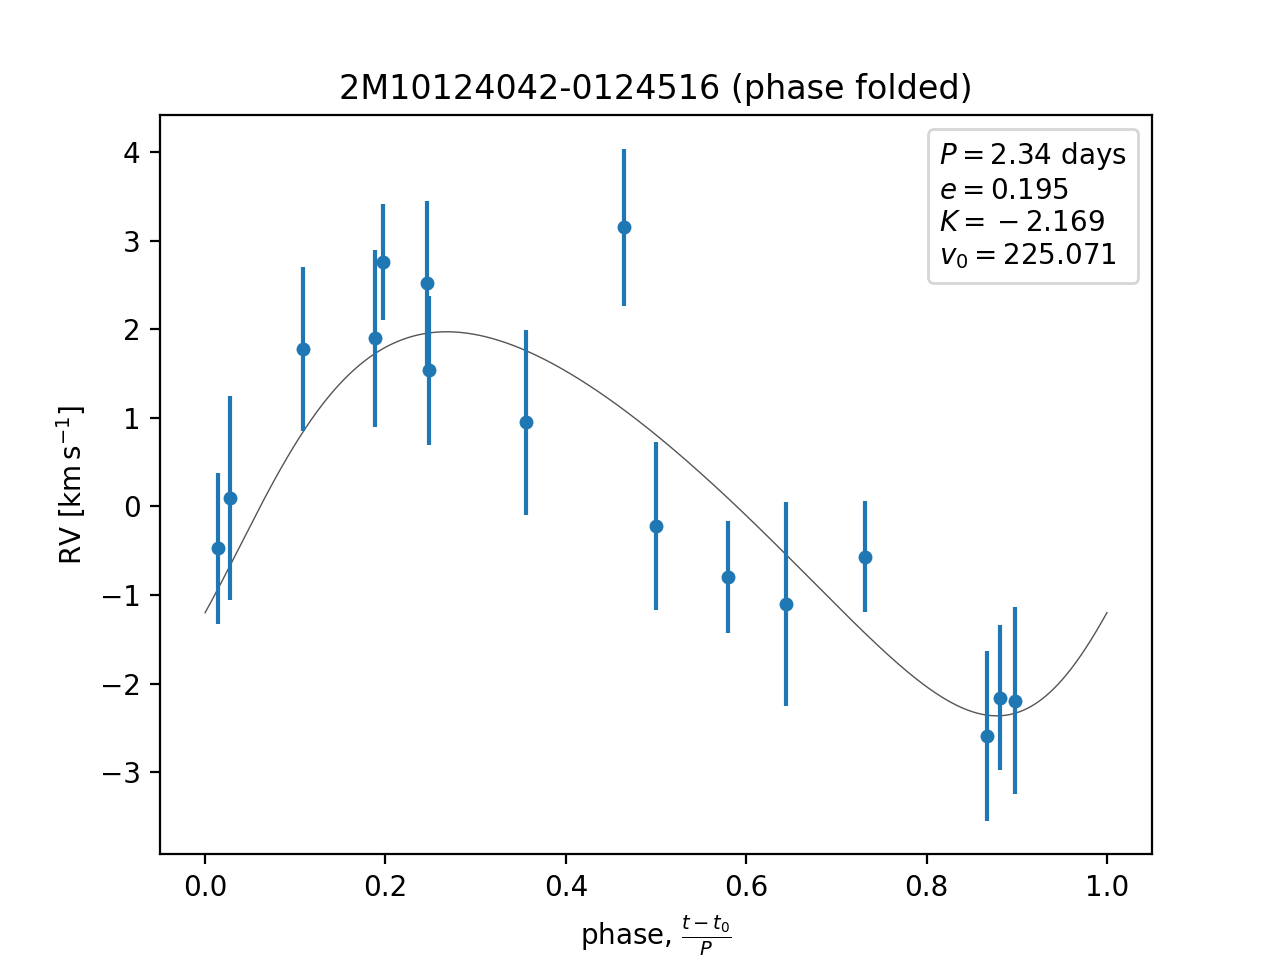 2M10124042-0124516 (phase folded)
P = 2.34 days
e = 0.195
K = −2.169
v₀ = 225.071
4
3
2
1
0
−1
−2
−3
RV [km s⁻¹]
0.0 0.2 0.4 0.6 0.8 1.0
phase, (t − t₀)/P